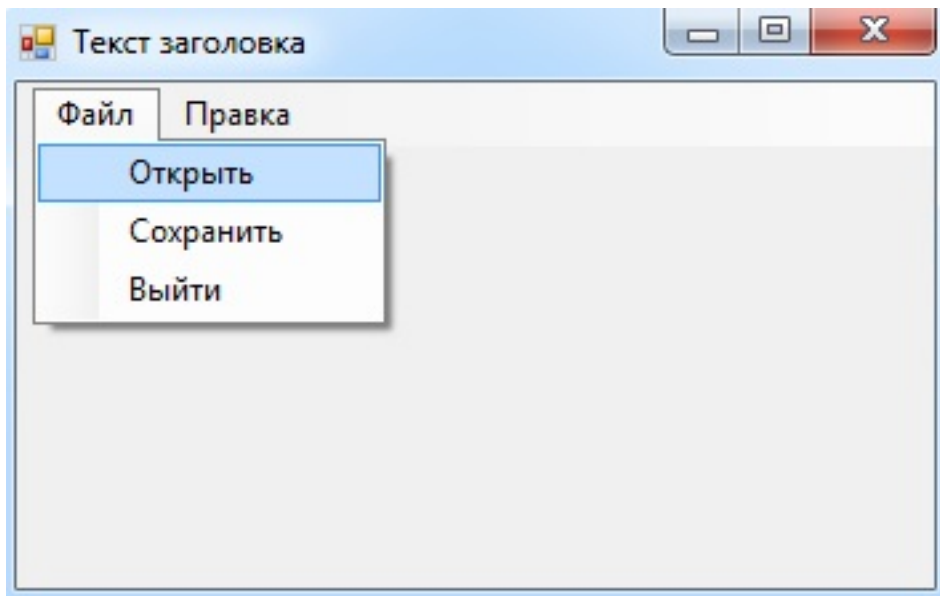 Текст заголовка
Файл Правка
Открыть
Сохранить
Выйти